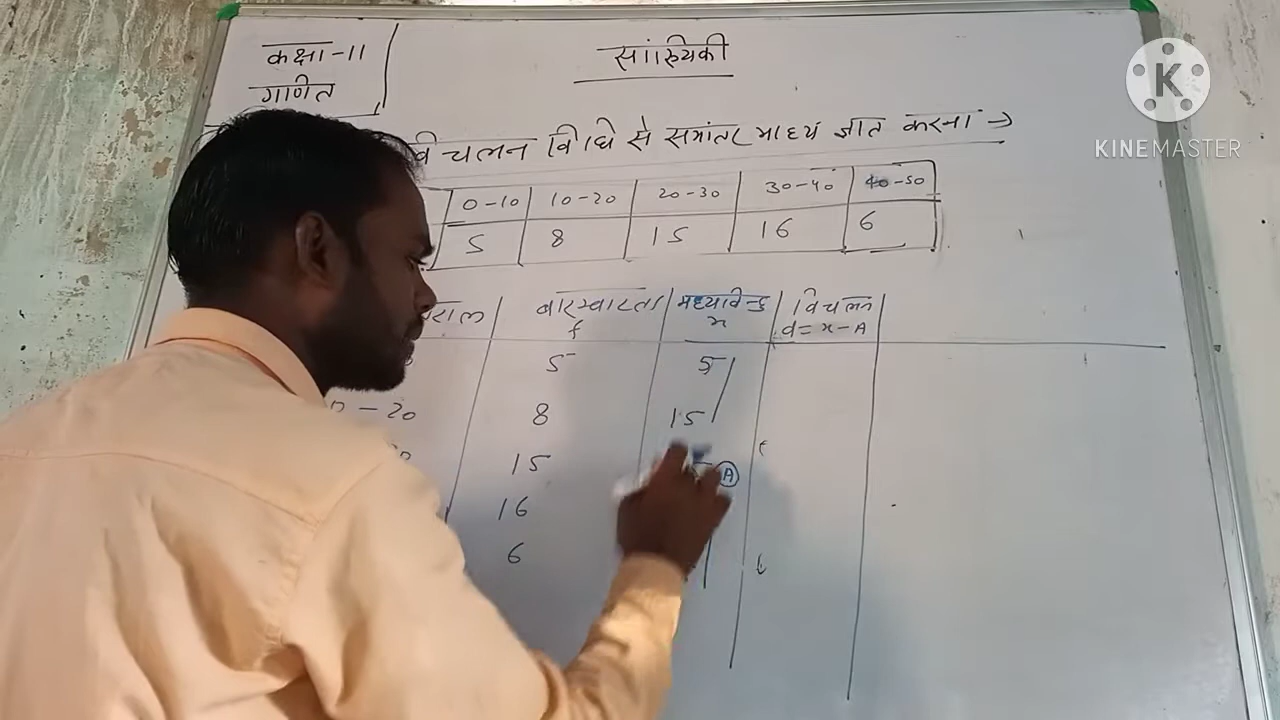 कक्षा-11
गणित
सांख्यिकी
विचलन विधि से समांतर माध्य ज्ञात करना →
0-10 10-20 20-30 30-40 40-50
5 8 15 16 6
बारम्बारता मध्यबिन्दु विचलन
f x d = x - A
5 5
8 15
- 20
15 A
16
6
K
KINEMASTER